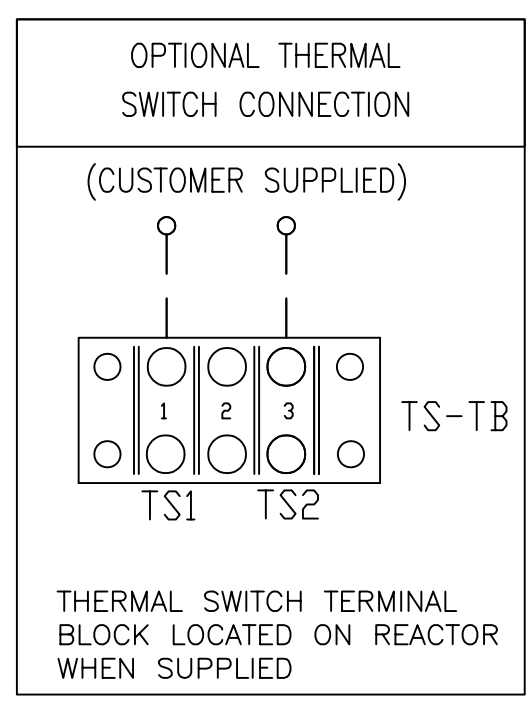 OPTIONAL THERMAL
SWITCH CONNECTION
(CUSTOMER SUPPLIED)
1 2 3
TS-TB
TS1 TS2
THERMAL SWITCH TERMINAL
BLOCK LOCATED ON REACTOR
WHEN SUPPLIED